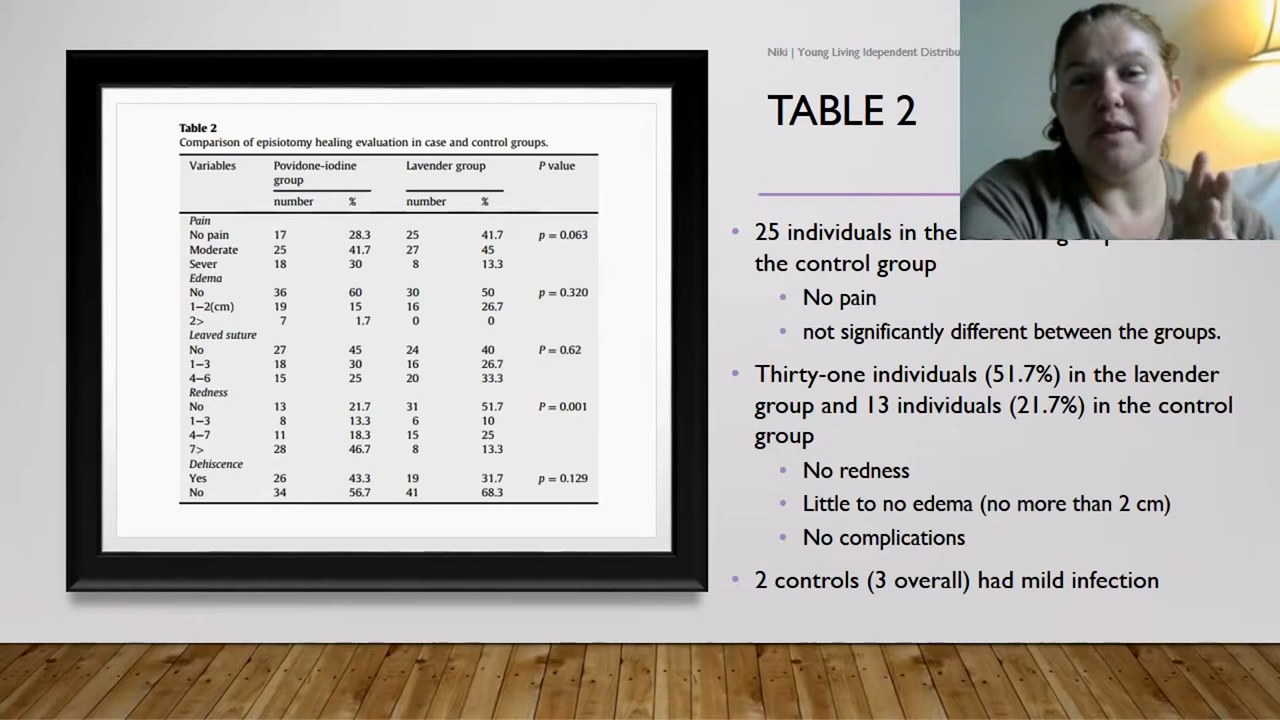 Table 2
Comparison of episiotomy healing evaluation in case and control groups.
Variables Povidone-iodine group Lavender group P value
number % number %
Pain
No pain 17 28.3 25 41.7 p = 0.063
Moderate 25 41.7 27 45
Sever 18 30 8 13.3
Edema
No 36 60 30 50 p = 0.320
1−2(cm) 19 15 16 26.7
2> 7 1.7 0 0
Leaved suture
No 27 45 24 40 P = 0.62
1−3 18 30 16 26.7
4−6 15 25 20 33.3
Redness
No 13 21.7 31 51.7 P = 0.001
1−3 8 13.3 6 10
4−7 11 18.3 15 25
7> 28 46.7 8 13.3
Dehiscence
Yes 26 43.3 19 31.7 p = 0.129
No 34 56.7 41 68.3
Niki | Young Living Idependent
TABLE 2
• 25 individuals in the
the control group
• No pain
• not significantly different between the groups.
• Thirty-one individuals (51.7%) in the lavender
group and 13 individuals (21.7%) in the control
group
• No redness
• Little to no edema (no more than 2 cm)
• No complications
• 2 controls (3 overall) had mild infection